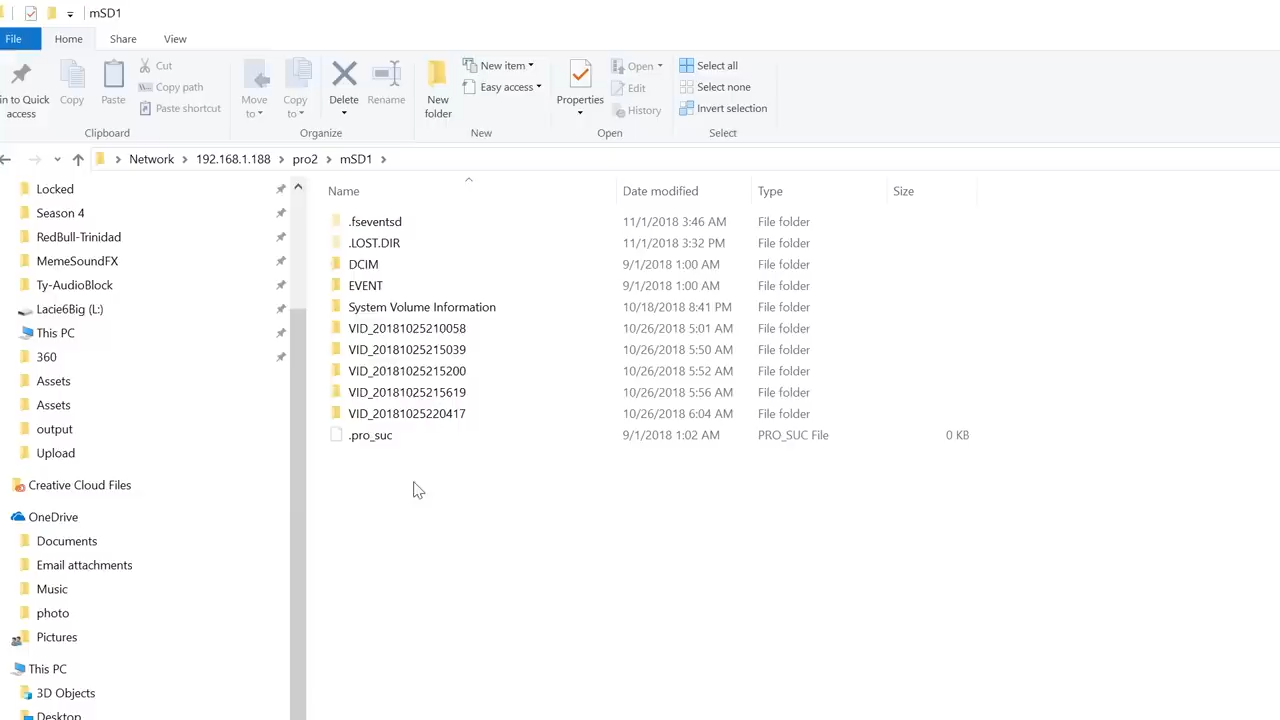 mSD1
File Home Share View
in to Quick access
Copy
Paste
Cut
Copy path
Paste shortcut
Clipboard
Move to
Copy to
Delete
Rename
Organize
New folder
New item
Easy access
New
Properties
Open
Edit
History
Open
Select all
Select none
Invert selection
Select
Network 192.168.1.188 pro2 mSD1
Locked
Season 4
RedBull-Trinidad
MemeSoundFX
Ty-AudioBlock
Lacie6Big (L:)
This PC
360
Assets
Assets
output
Upload
Creative Cloud Files
OneDrive
Documents
Email attachments
Music
photo
Pictures
This PC
3D Objects
Desktop
Name Date modified Type Size
.fseventsd 11/1/2018 3:46 AM File folder
.LOST.DIR 11/1/2018 3:32 PM File folder
DCIM 9/1/2018 1:00 AM File folder
EVENT 9/1/2018 1:00 AM File folder
System Volume Information 10/18/2018 8:41 PM File folder
VID_20181025210058 10/26/2018 5:01 AM File folder
VID_20181025215039 10/26/2018 5:50 AM File folder
VID_20181025215200 10/26/2018 5:52 AM File folder
VID_20181025215619 10/26/2018 5:56 AM File folder
VID_20181025220417 10/26/2018 6:04 AM File folder
.pro_suc 9/1/2018 1:02 AM PRO_SUC File 0 KB